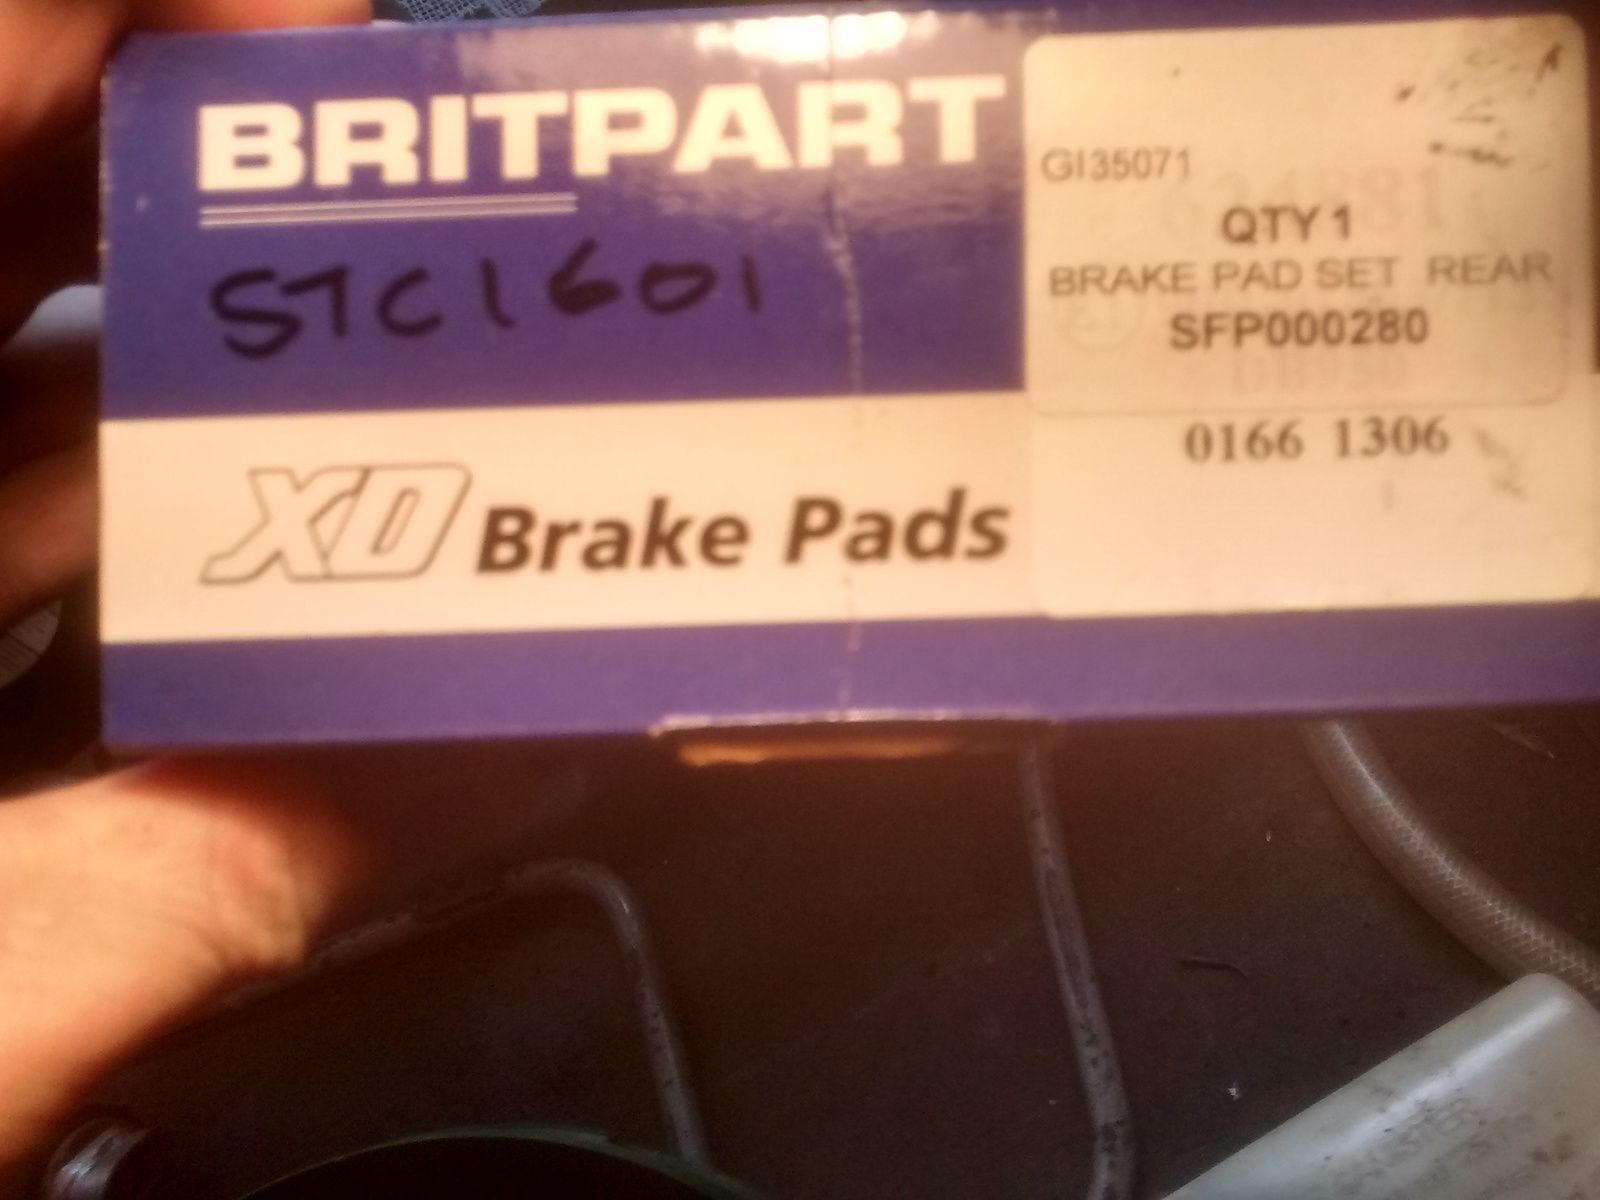 BRITPART
STC1601
XD Brake Pads
GI35071
QTY 1
BRAKE PAD SET REAR
SFP000280
0166 1306